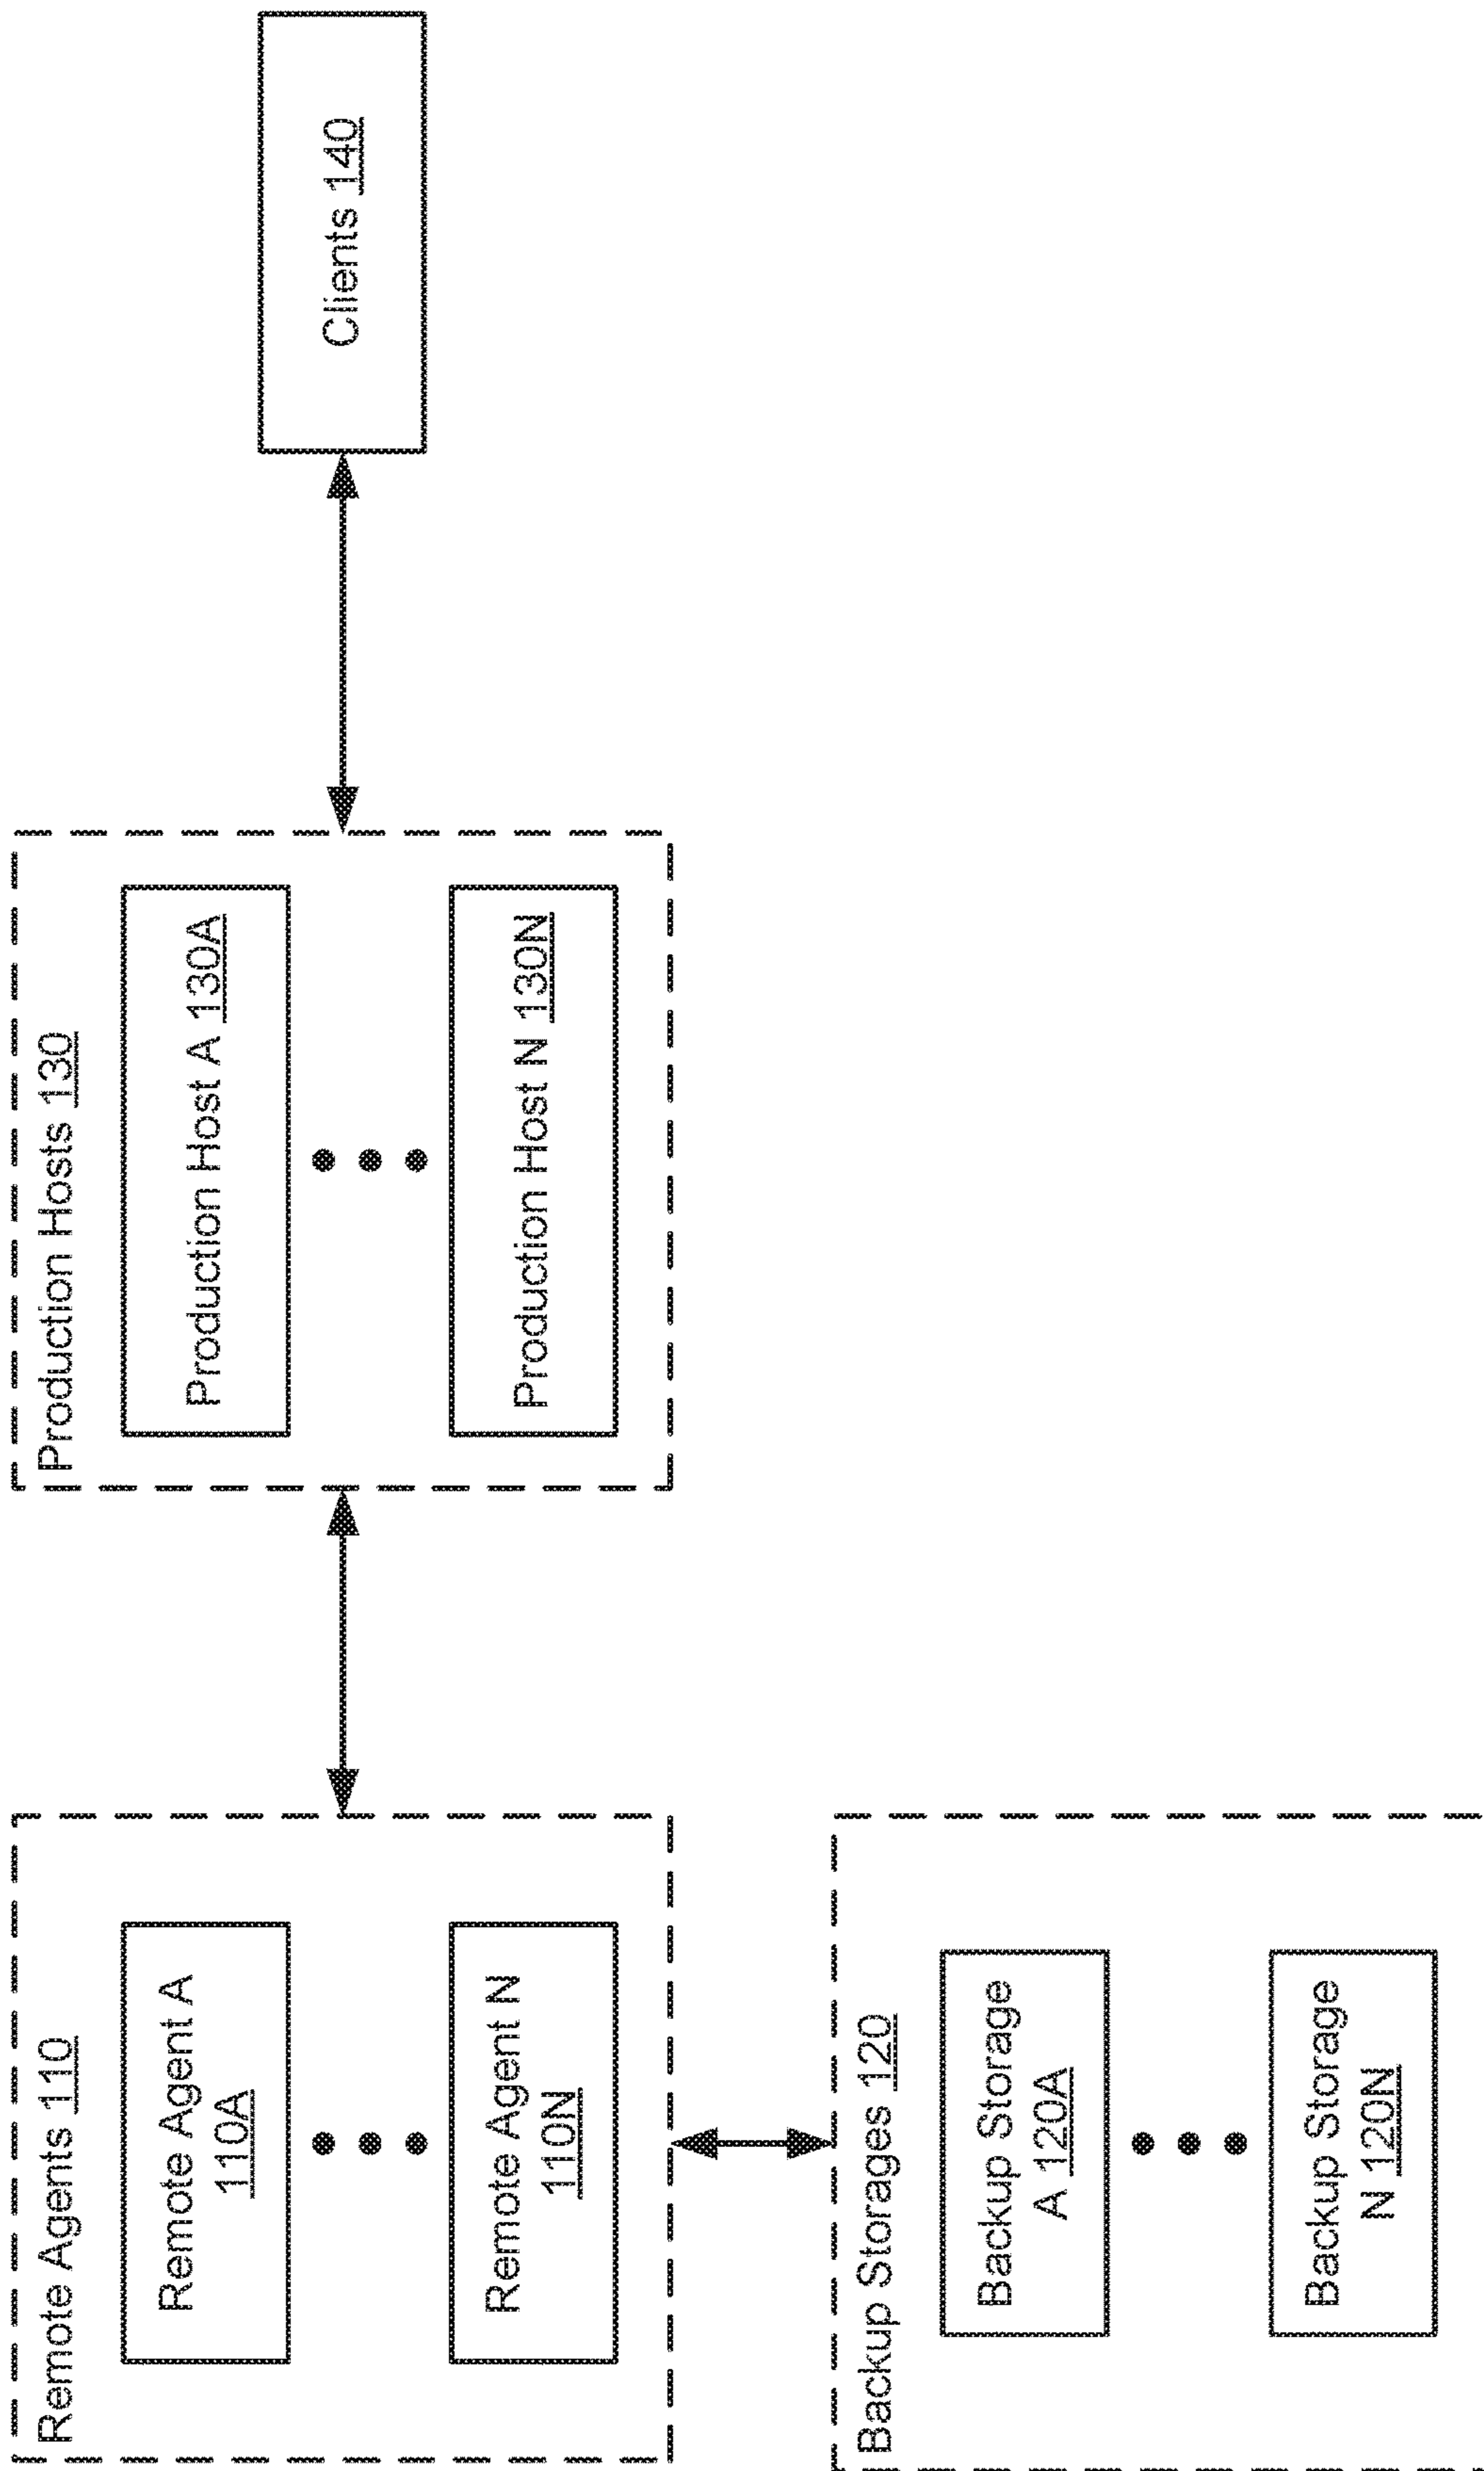 Remote Agents 110
Remote Agent A
110A
Remote Agent N
110N
Production Hosts 130
Production Host A 130A
Production Host N 130N
Clients 140
Backup Storages 120
Backup Storage
A 120A
Backup Storage
N 120N